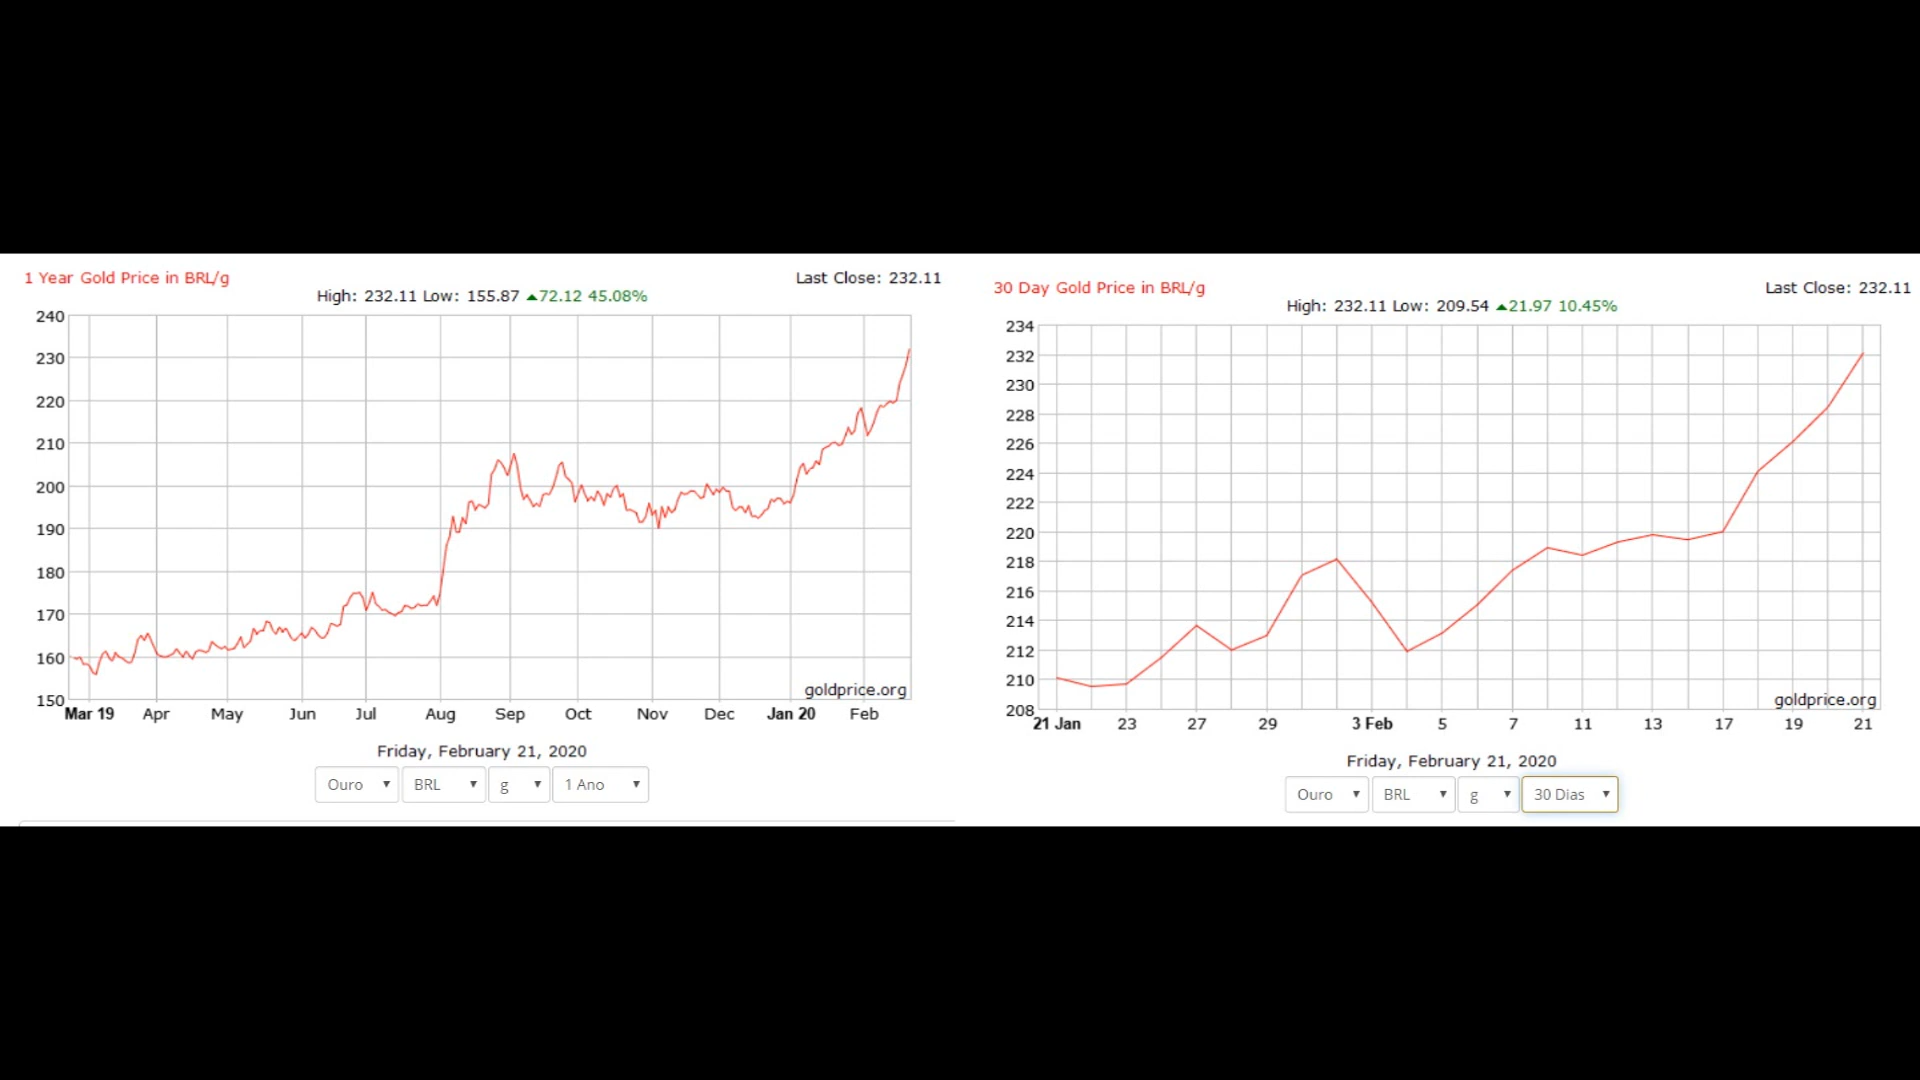 1 Year Gold Price in BRL/g
Last Close: 232.11
High: 232.11 Low: 155.87 ▲72.12 45.08%
240
230
220
210
200
190
180
170
160
150
goldprice.org
Mar 19 Apr May Jun Jul Aug Sep Oct Nov Dec Jan 20 Feb
Friday, February 21, 2020
Ouro ▼ BRL ▼ g ▼ 1 Ano ▼
30 Day Gold Price in BRL/g
Last Close: 232.11
High: 232.11 Low: 209.54 ▲21.97 10.45%
234
232
230
228
226
224
222
220
218
216
214
212
210
208
goldprice.org
21 Jan 23 27 29 3 Feb 5 7 11 13 17 19 21
Friday, February 21, 2020
Ouro ▼ BRL ▼ g ▼ 30 Dias ▼